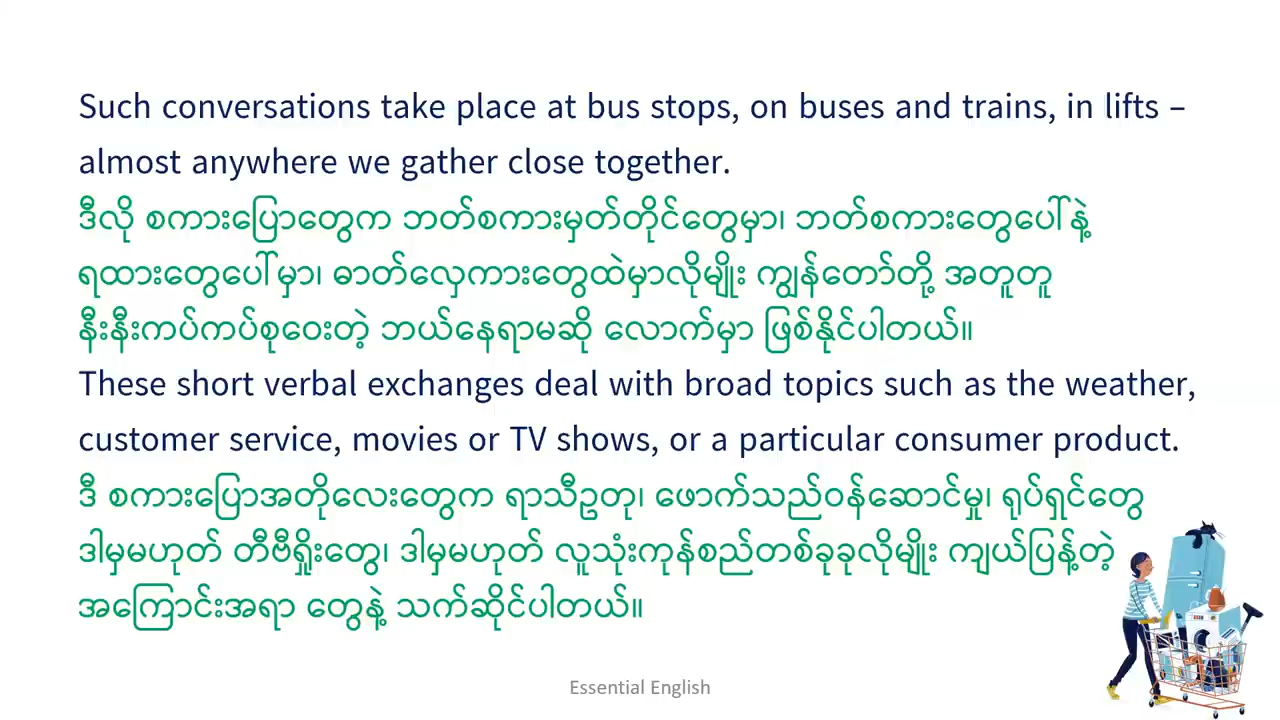 Such conversations take place at bus stops, on buses and trains, in lifts –
almost anywhere we gather close together.
ဒီလို စကားပြောတွေက ဘတ်စကားမှတ်တိုင်တွေမှာ၊ ဘတ်စကားတွေပေါ်နဲ့
ရထားတွေပေါ်မှာ၊ ဓာတ်လှေကားတွေထဲမှာလိုမျိုး ကျွန်တော်တို့ အတူတူ
နီးနီးကပ်ကပ်စုဝေးတဲ့ ဘယ်နေရာမဆို လောက်မှာ ဖြစ်နိုင်ပါတယ်။
These short verbal exchanges deal with broad topics such as the weather,
customer service, movies or TV shows, or a particular consumer product.
ဒီ စကားပြောအတိုလေးတွေက ရာသီဥတု၊ ဖောက်သည်ဝန်ဆောင်မှု၊ ရုပ်ရှင်တွေ
ဒါမှမဟုတ် တီဗီရှိုးတွေ၊ ဒါမှမဟုတ် လူသုံးကုန်စည်တစ်ခုခုလိုမျိုး ကျယ်ပြန့်တဲ့
အကြောင်းအရာ တွေနဲ့ သက်ဆိုင်ပါတယ်။
Essential English